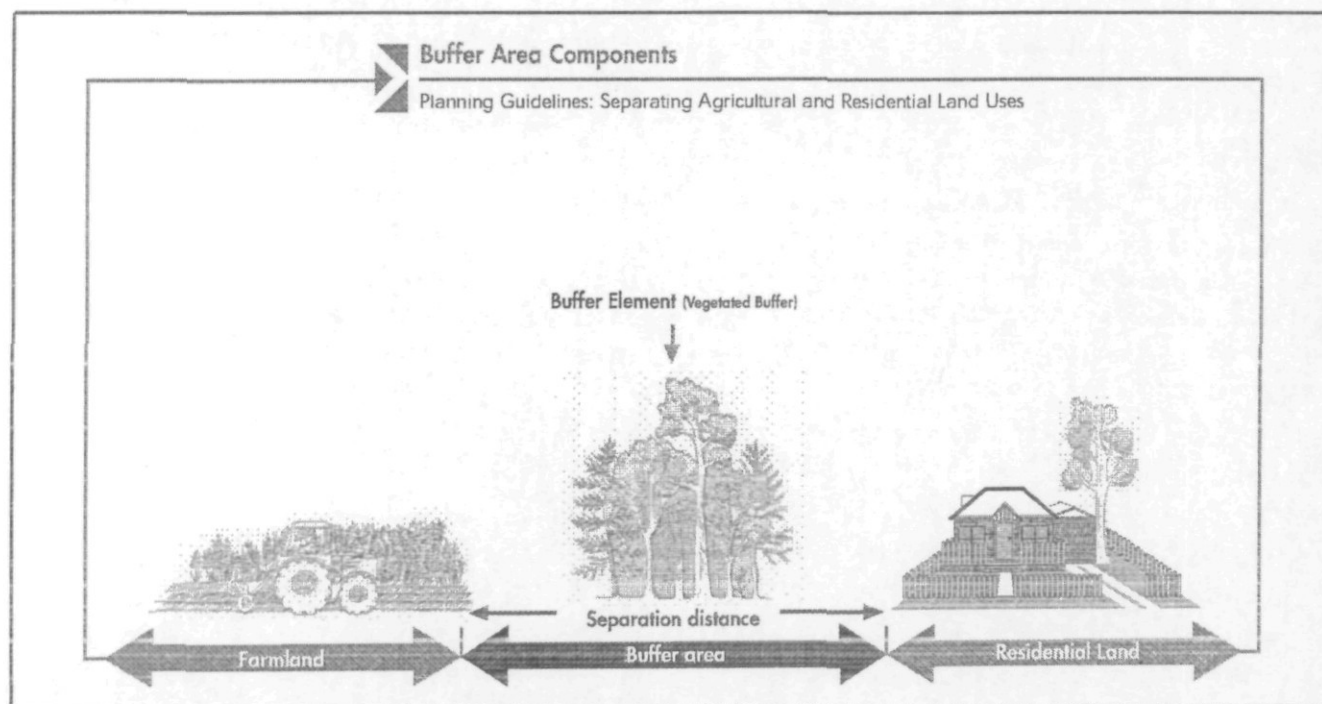 Buffer Area Components
Planning Guidelines: Separating Agricultural and Residential Land Uses
Buffer Element (Vegetated Buffer)
Separation distance
Farmland
Buffer area
Residential Land